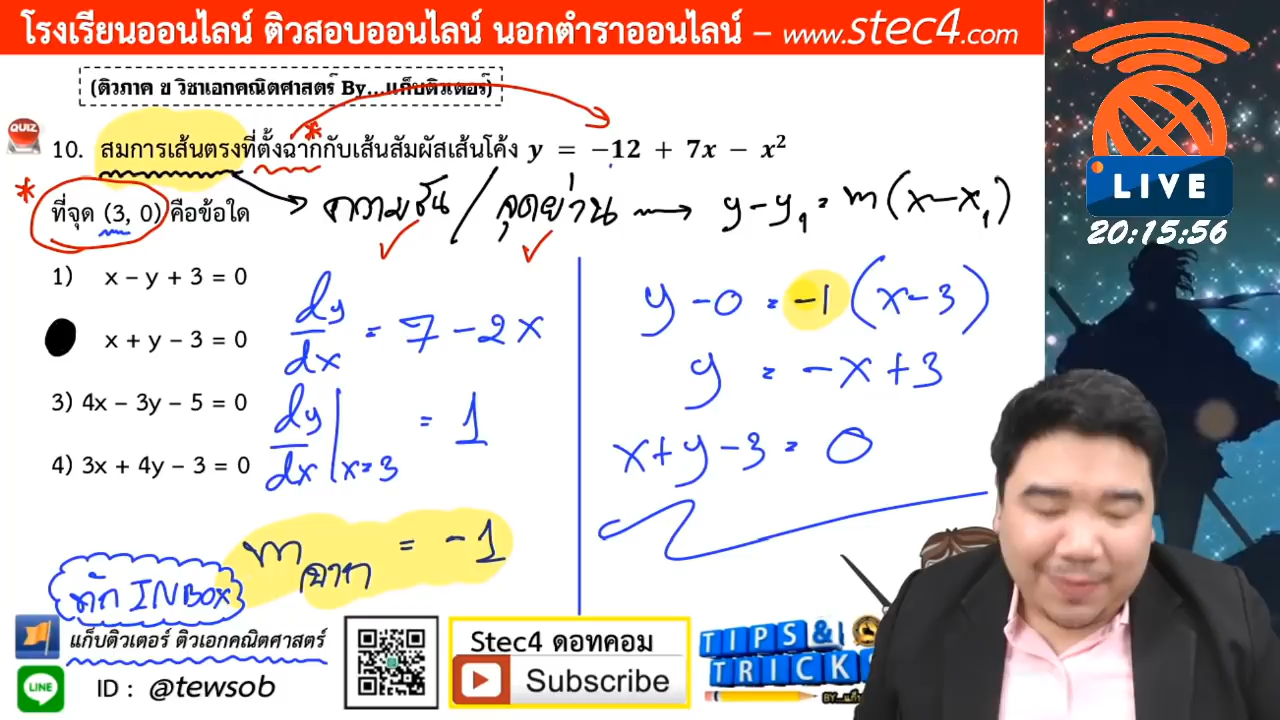 โรงเรียนออนไลน์ ติวสอบออนไลน์ นอกตำราออนไลน์ – www.stec4.com
(ติวภาค ข วิชาเอกคณิตศาสตร์ By...แก็บติวเตอร์)
QUIZ
10. สมการเส้นตรงที่ตั้งฉากกับเส้นสัมผัสเส้นโค้ง y = −12 + 7x − x²
ที่จุด (3, 0) คือข้อใด
ความชัน / จุดผ่าน → y − y₁ = m(x − x₁)
1) x − y + 3 = 0
x + y − 3 = 0
3) 4x − 3y − 5 = 0
4) 3x + 4y − 3 = 0
dy/dx = 7 − 2x
dy/dx | x=3 = 1
m ฉาก = −1
y − 0 = −1(x − 3)
y = −x + 3
x + y − 3 = 0
ทัก INBOX
แก็บติวเตอร์ ติวเอกคณิตศาสตร์
LINE
ID : @tewsob
Stec4 ดอทคอม
Subscribe
TIPS &
TRICK
LIVE
20:15:56